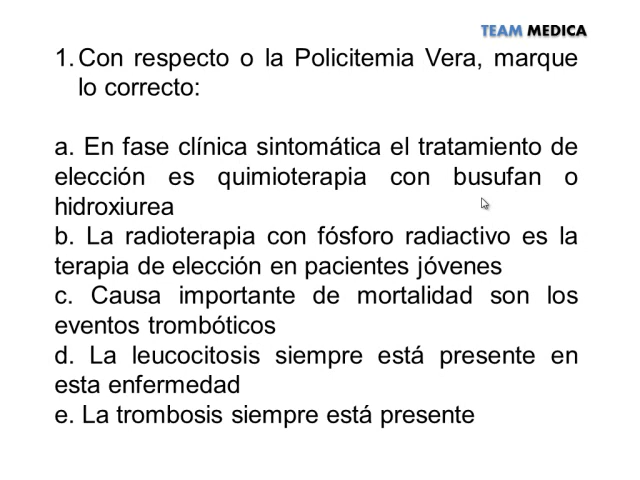 TEAM MEDICA
1. Con respecto o la Policitemia Vera, marque
lo correcto:
a. En fase clínica sintomática el tratamiento de
elección es quimioterapia con busufan o
hidroxiurea
b. La radioterapia con fósforo radiactivo es la
terapia de elección en pacientes jóvenes
c. Causa importante de mortalidad son los
eventos trombóticos
d. La leucocitosis siempre está presente en
esta enfermedad
e. La trombosis siempre está presente